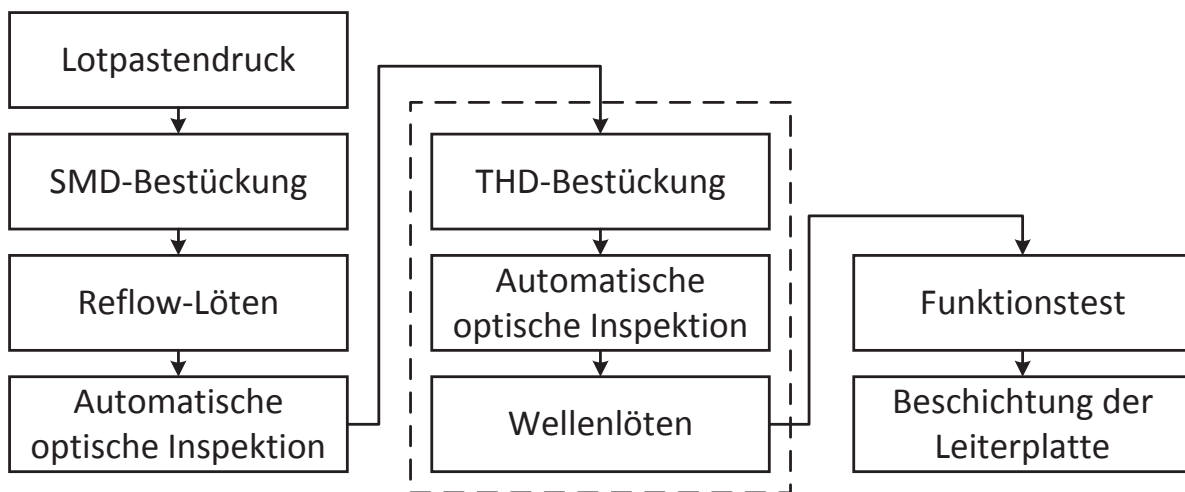 Lotpastendruck
SMD-Bestückung
Reflow-Löten
Automatische
optische Inspektion
THD-Bestückung
Automatische
optische Inspektion
Wellenlöten
Funktionstest
Beschichtung der
Leiterplatte